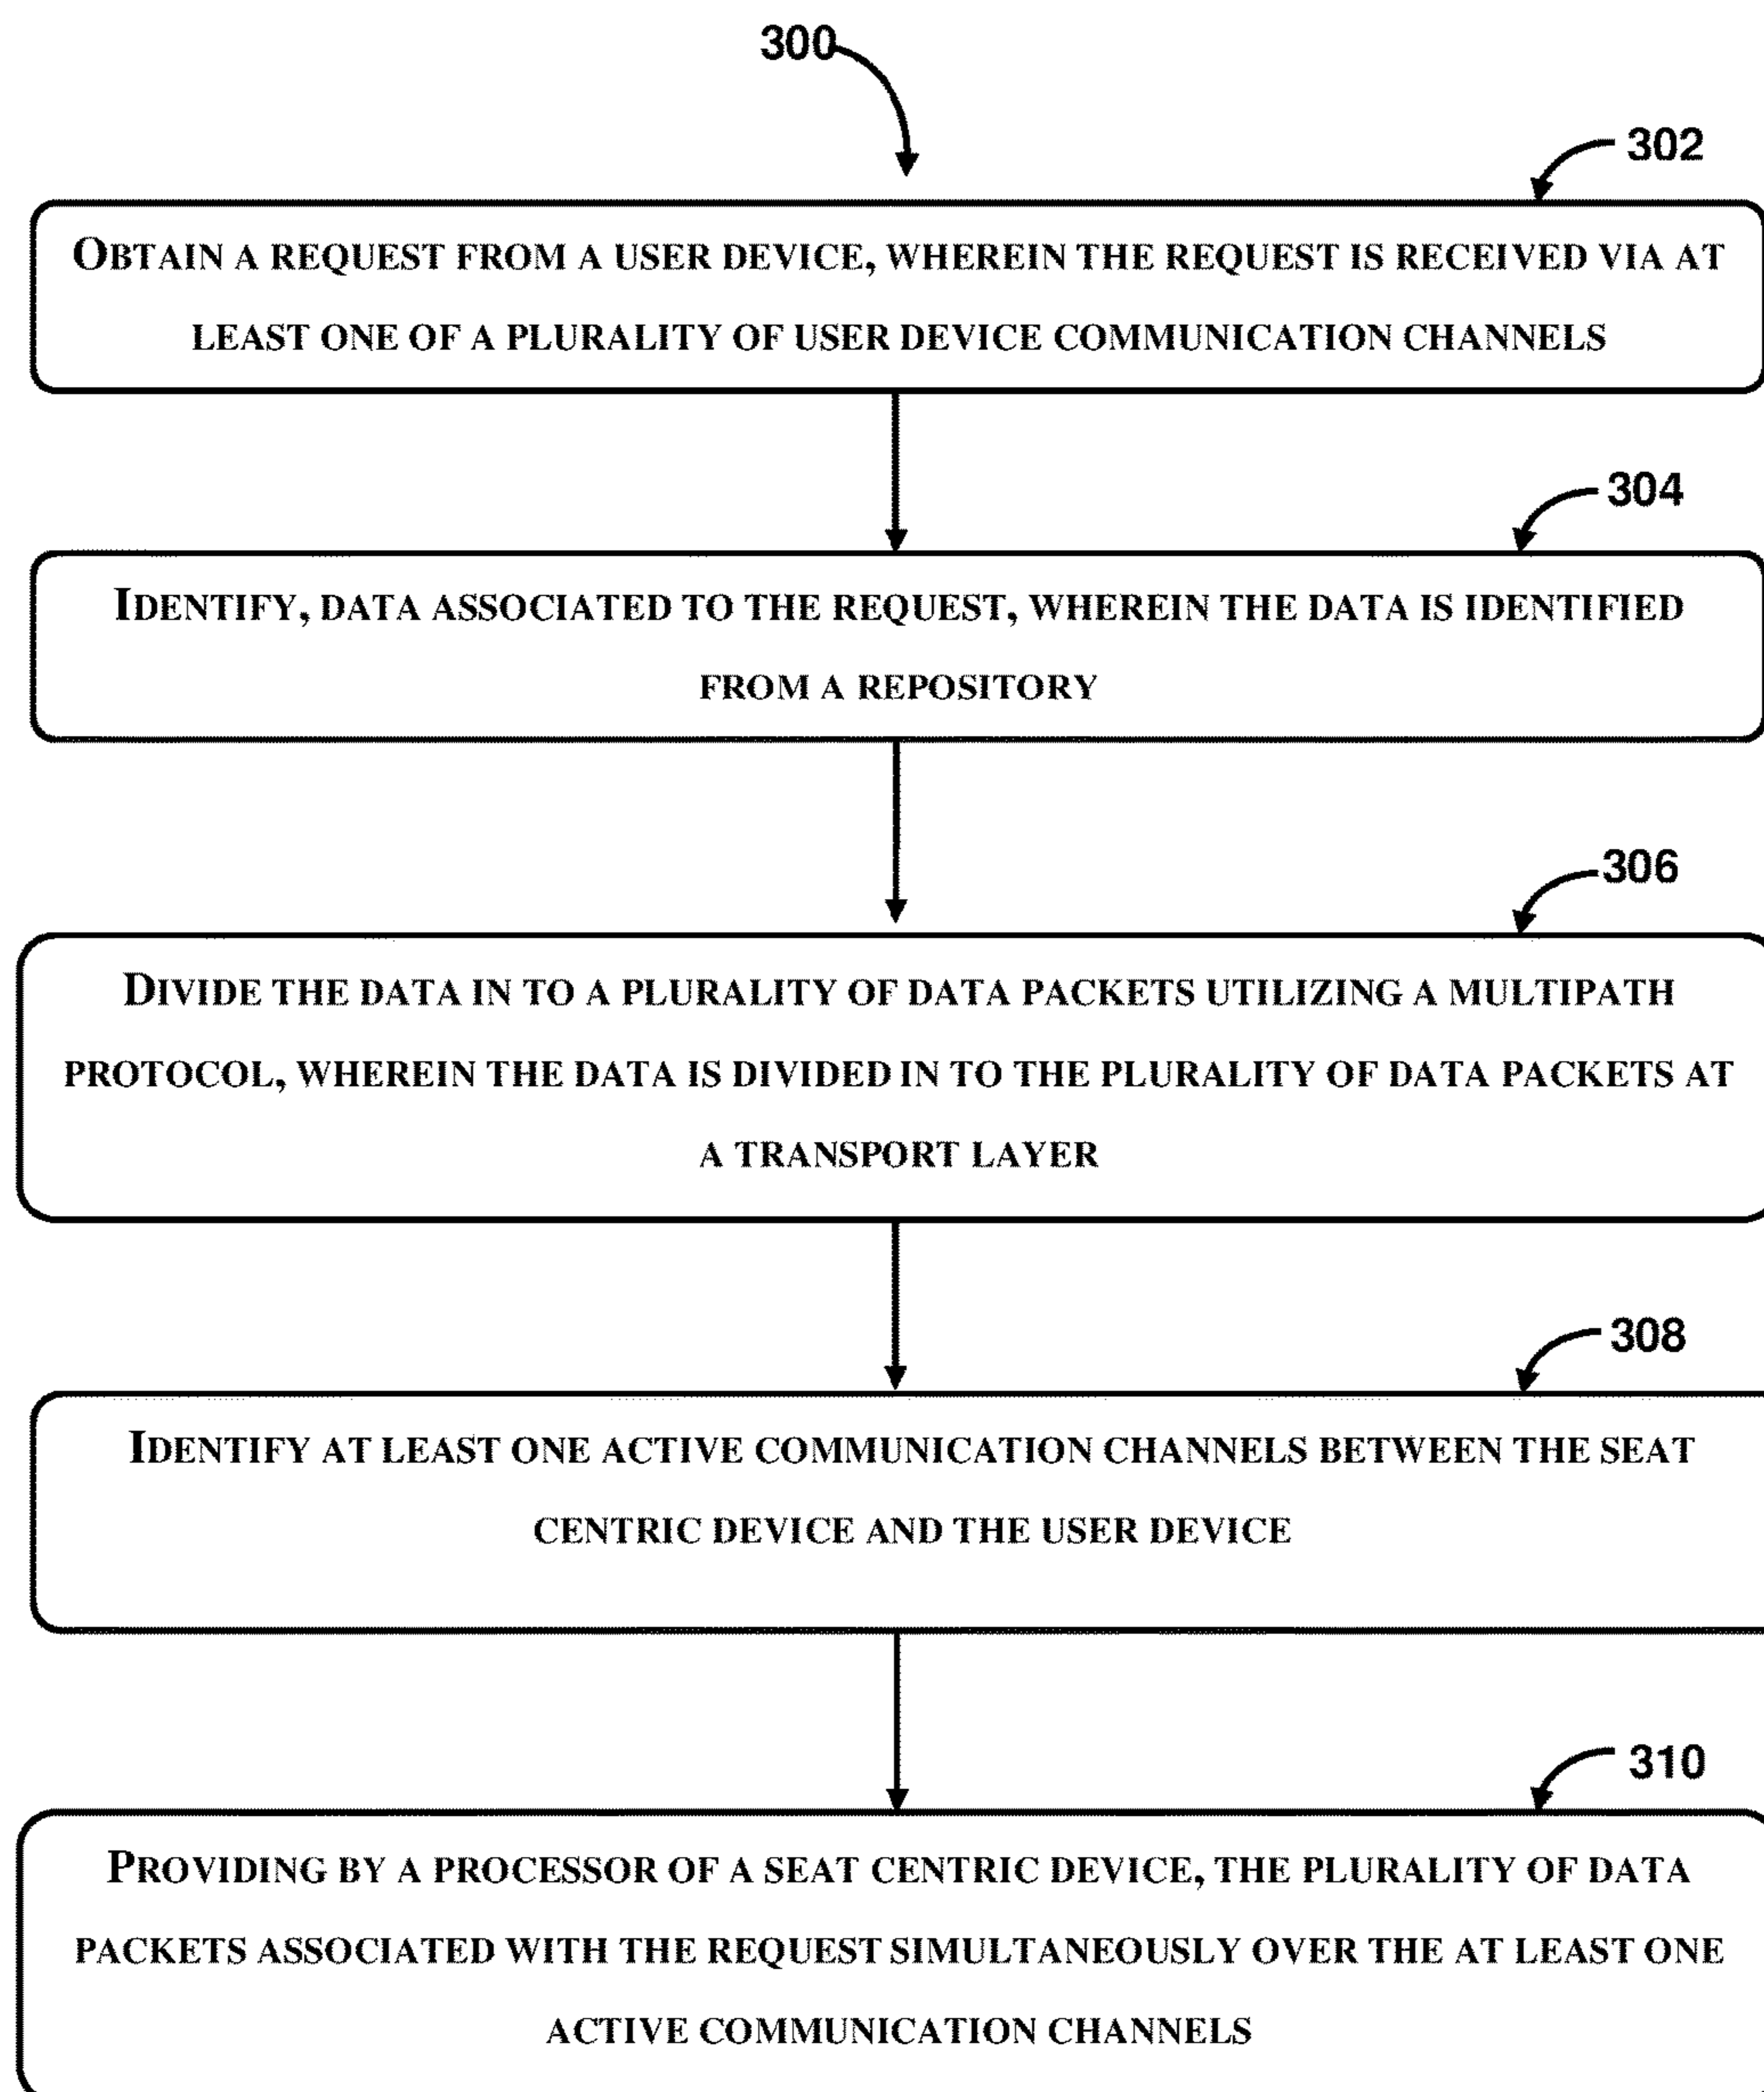 300
302
OBTAIN A REQUEST FROM A USER DEVICE, WHEREIN THE REQUEST IS RECEIVED VIA AT
LEAST ONE OF A PLURALITY OF USER DEVICE COMMUNICATION CHANNELS
304
IDENTIFY, DATA ASSOCIATED TO THE REQUEST, WHEREIN THE DATA IS IDENTIFIED
FROM A REPOSITORY
306
DIVIDE THE DATA IN TO A PLURALITY OF DATA PACKETS UTILIZING A MULTIPATH
PROTOCOL, WHEREIN THE DATA IS DIVIDED IN TO THE PLURALITY OF DATA PACKETS AT
A TRANSPORT LAYER
308
IDENTIFY AT LEAST ONE ACTIVE COMMUNICATION CHANNELS BETWEEN THE SEAT
CENTRIC DEVICE AND THE USER DEVICE
310
PROVIDING BY A PROCESSOR OF A SEAT CENTRIC DEVICE, THE PLURALITY OF DATA
PACKETS ASSOCIATED WITH THE REQUEST SIMULTANEOUSLY OVER THE AT LEAST ONE
ACTIVE COMMUNICATION CHANNELS